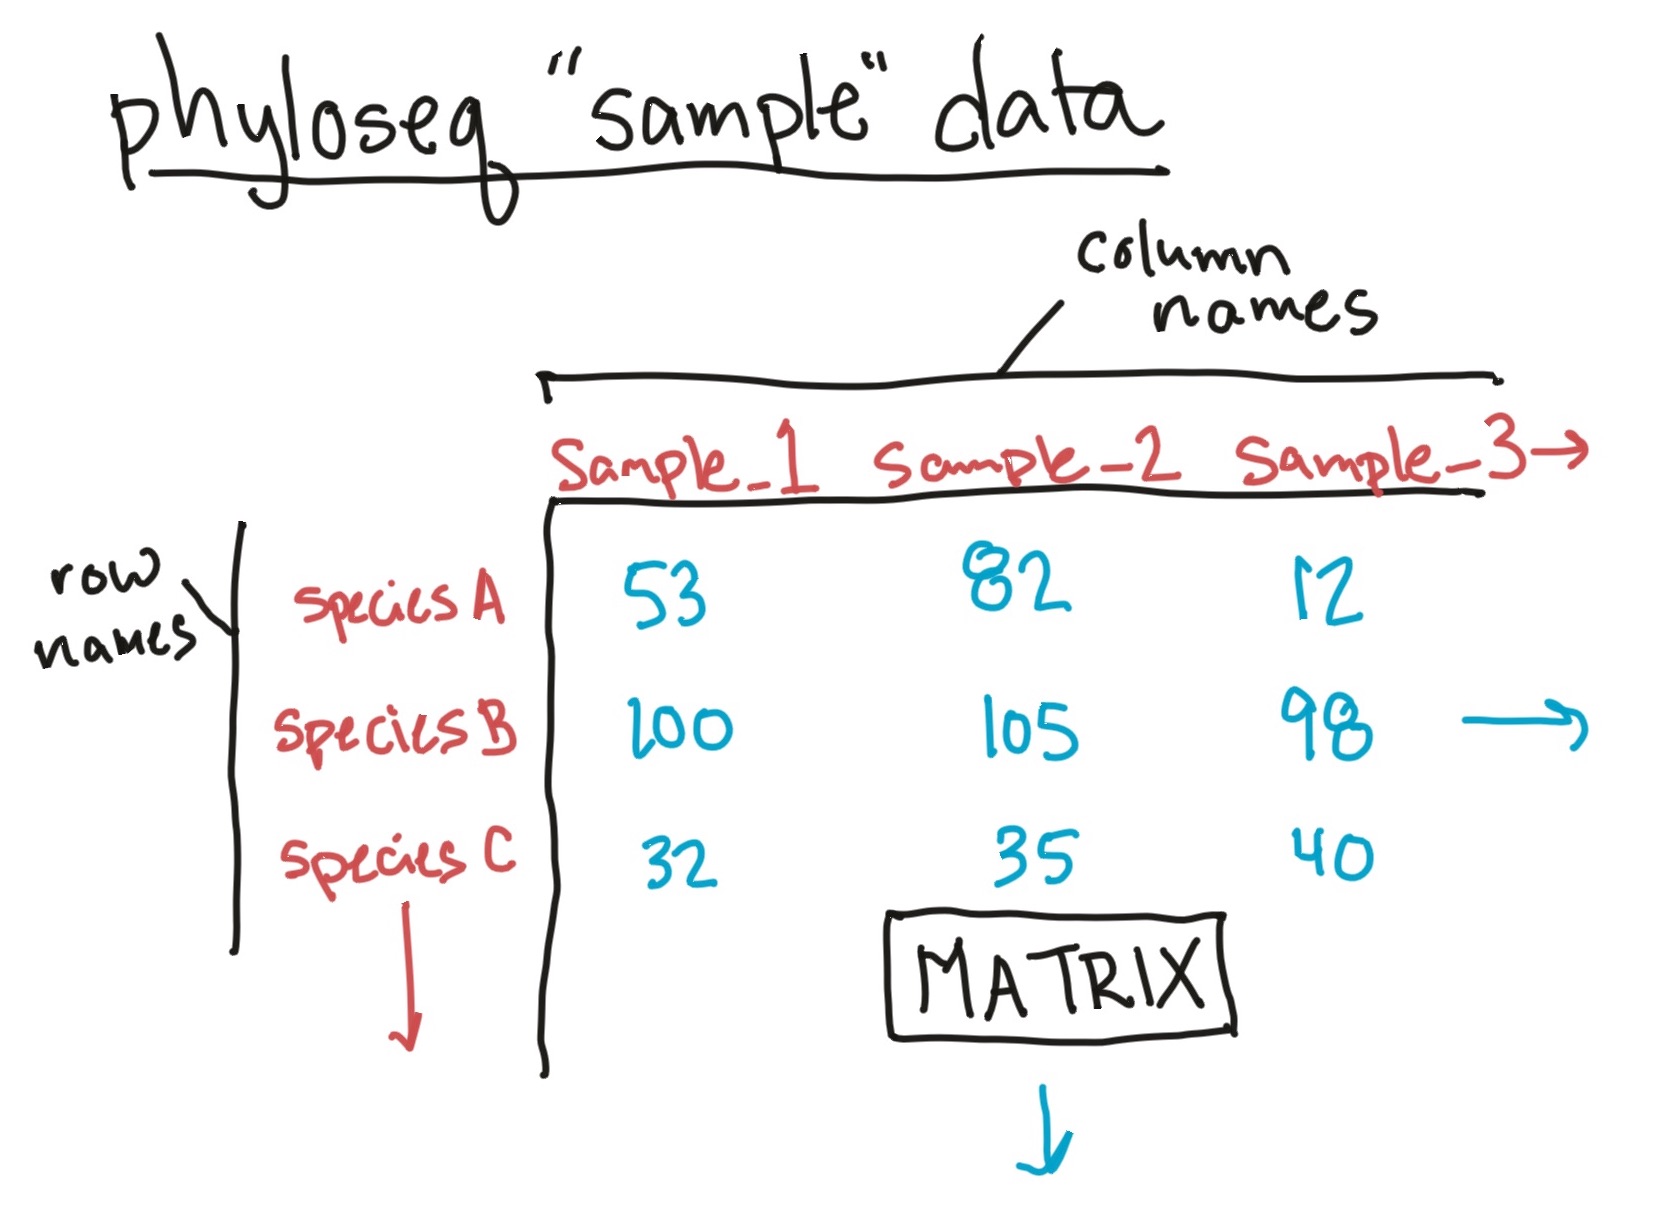 phyloseq "sample" data
column
names
Sample_1 Sample_2 Sample_3
row
names
species A 53 82 12
species B 100 105 98
species C 32 35 40
MATRIX